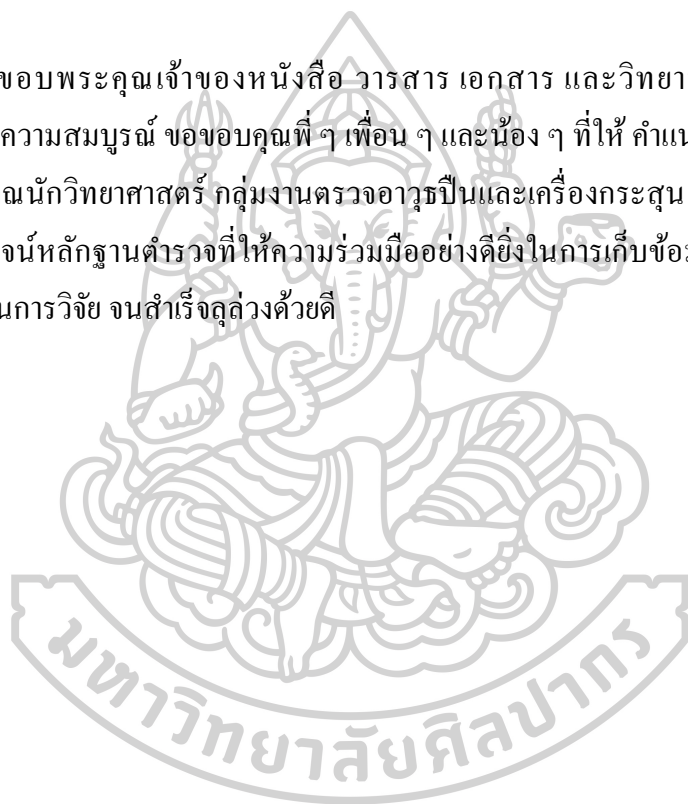 ขอบพระคุณเจ้าของหนังสือ วารสาร เอกสาร และวิทยา
ความสมบูรณ์ ขอขอบคุณพี่ ๆ เพื่อน ๆ และน้อง ๆ ที่ให้ คำแน
ณนักวิทยาศาสตร์ กลุ่มงานตรวจอาวุธปืนและเครื่องกระสุน
จน์หลักฐานตำรวจที่ให้ความร่วมมืออย่างดียิ่งในการเก็บข้อ
นการวิจัย จนสำเร็จลุล่วงด้วยดี
มหาวิทยาลัยศิลปากร